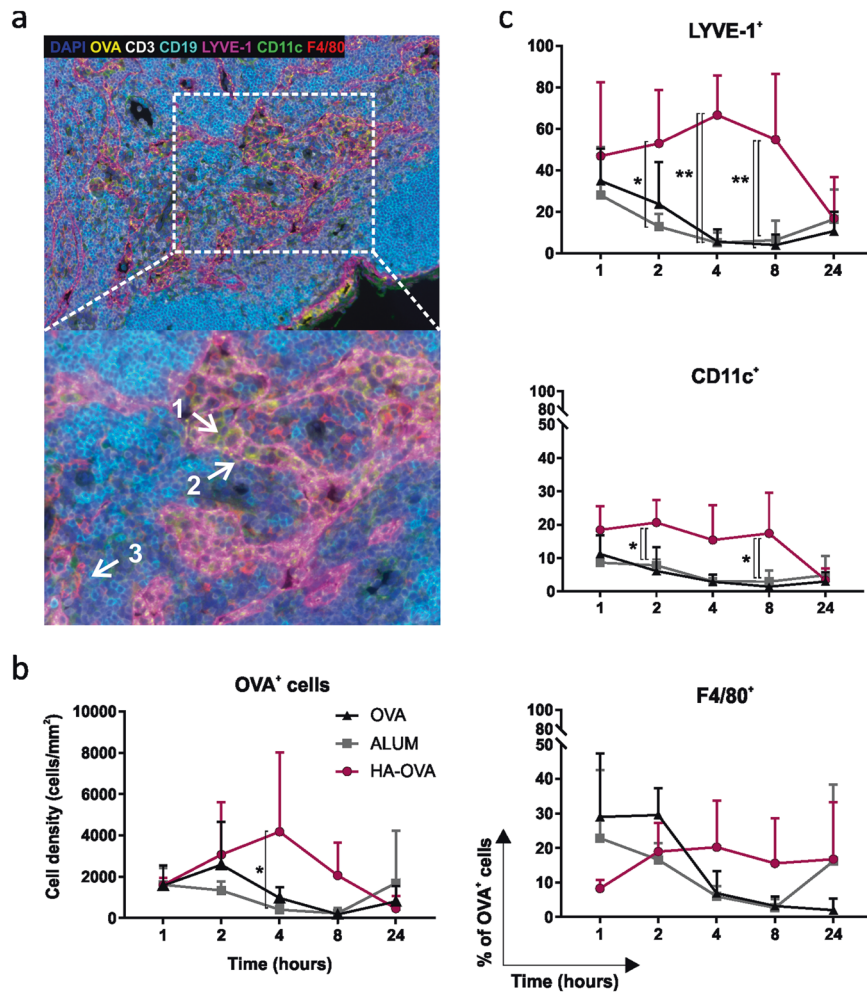 a
DAPI OVA CD3 CD19 LYVE-1 CD11c F4/80
1
2
3
b
OVA⁺ cells
Cell density (cells/mm²)
10000
8000
6000
4000
2000
0
OVA
ALUM
HA-OVA
*
1 2 4 8 24
Time (hours)
c
LYVE-1⁺
100
80
60
40
20
0
* ** **
1 2 4 8 24
CD11c⁺
100
80
50
40
30
20
10
0
* *
1 2 4 8 24
F4/80⁺
100
80
50
40
30
20
10
0
1 2 4 8 24
% of OVA⁺ cells
Time (hours)